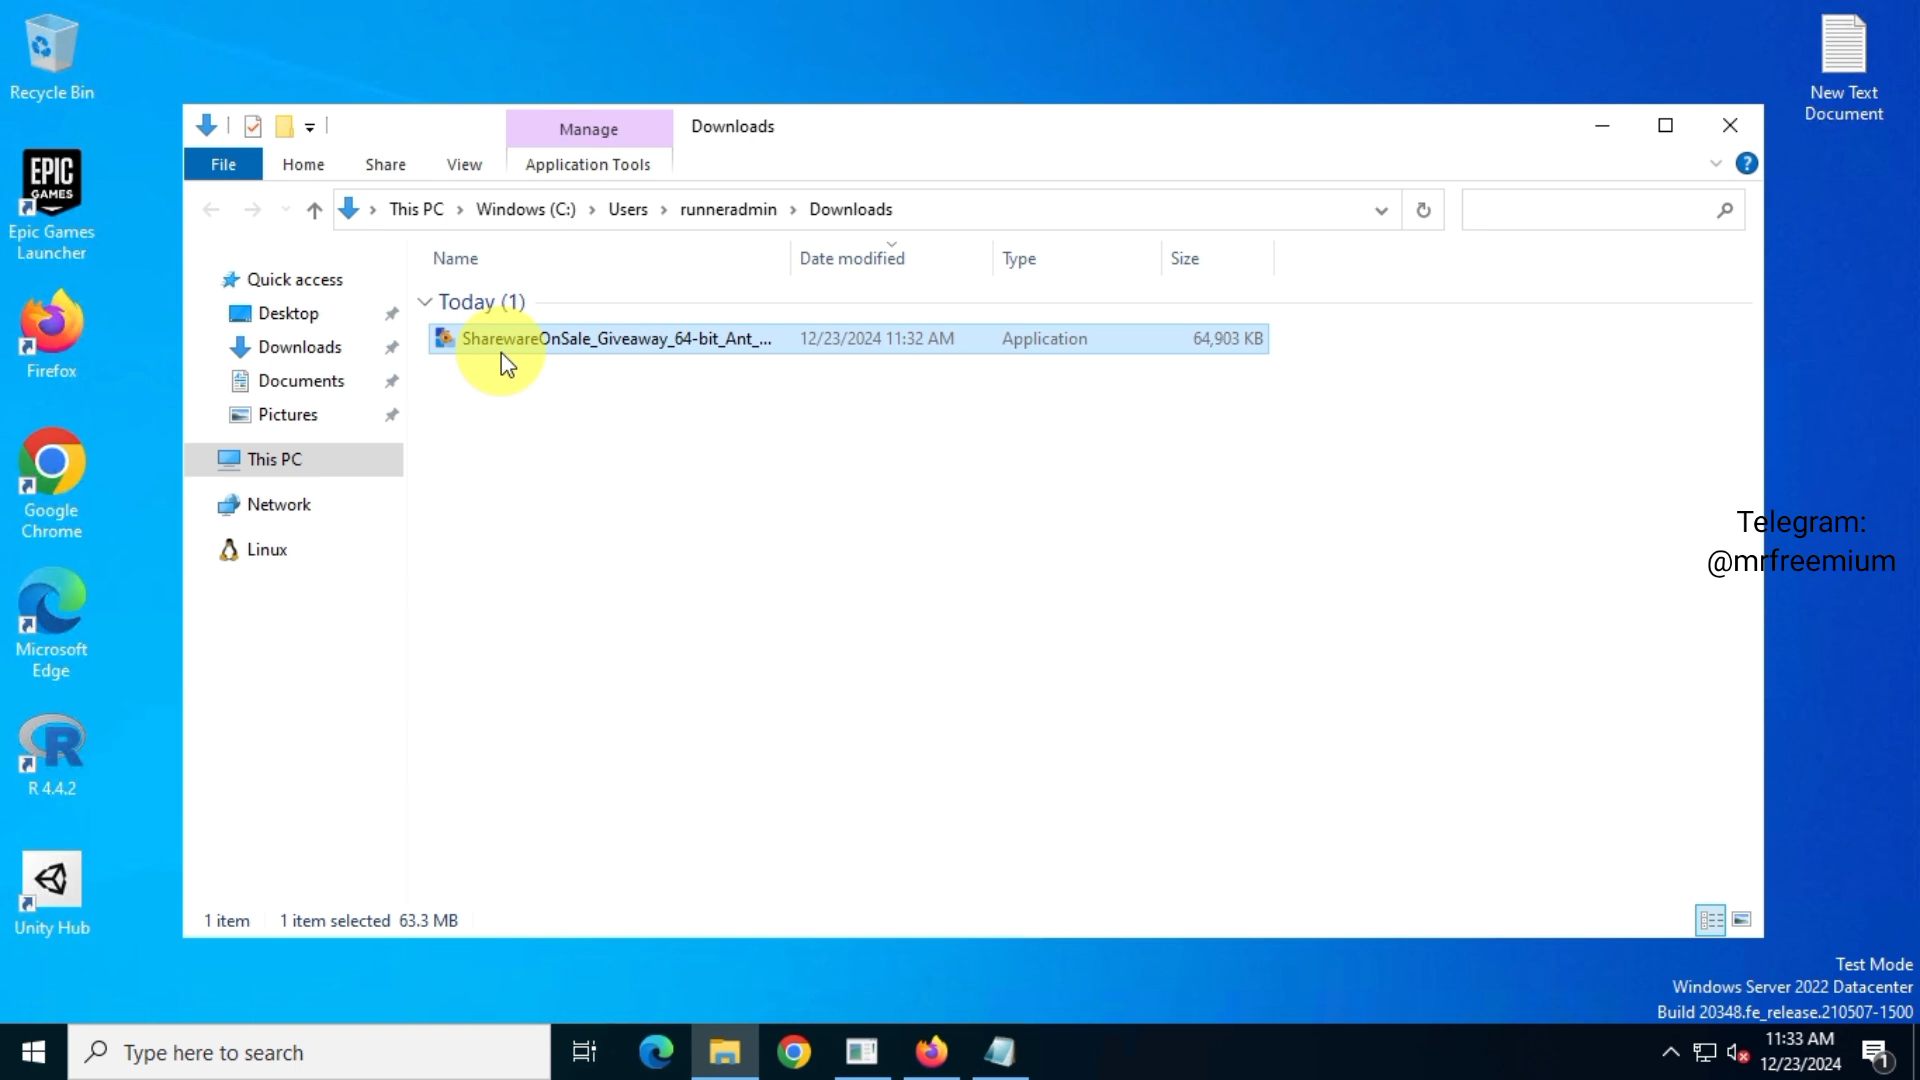 Recycle Bin
New Text
Document
Manage
Downloads
File
Home
Share
View
Application Tools
This PC
Windows (C:)
Users
runneradmin
Downloads
EPIC
GAMES
Epic Games
Launcher
Name
Date modified
Type
Size
Quick access
Today (1)
Desktop
SharewareOnSale_Giveaway_64-bit_Ant_...
12/23/2024 11:32 AM
Application
64,903 KB
Downloads
Firefox
Documents
Pictures
This PC
Google
Chrome
Network
Telegram:
@mrfreemium
Linux
Microsoft
Edge
R 4.4.2
Unity Hub
1 item
1 item selected 63.3 MB
Test Mode
Windows Server 2022 Datacenter
Build 20348.fe_release.210507-1500
Type here to search
11:33 AM
12/23/2024
1